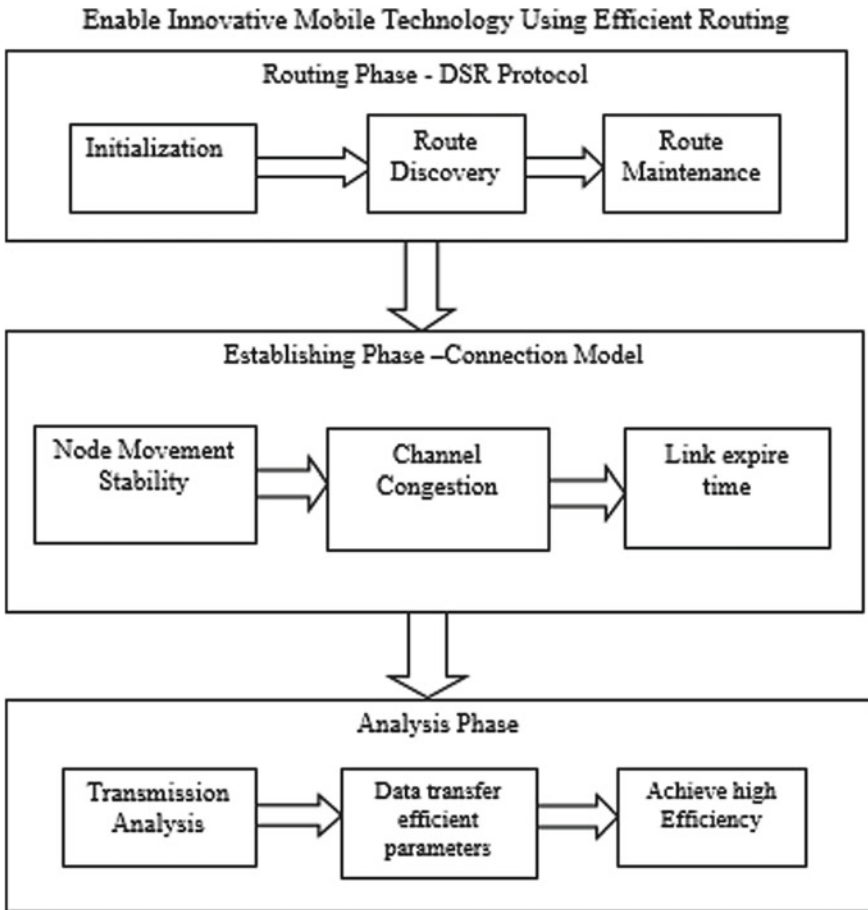 Enable Innovative Mobile Technology Using Efficient Routing
Routing Phase - DSR Protocol
Initialization
Route
Discovery
Route
Maintenance
Establishing Phase –Connection Model
Node Movement
Stability
Channel
Congestion
Link expire
time
Analysis Phase
Transmission
Analysis
Data transfer
efficient
parameters
Achieve high
Efficiency